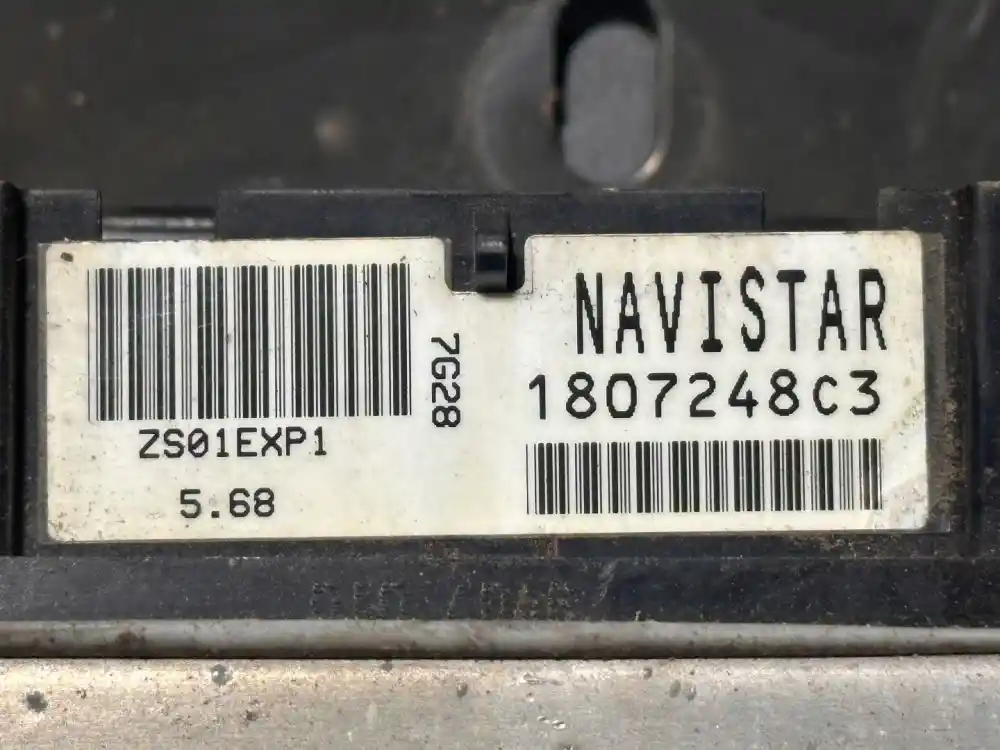 ZS01EXP1
5.68
7G28
NAVISTAR
1807248C3